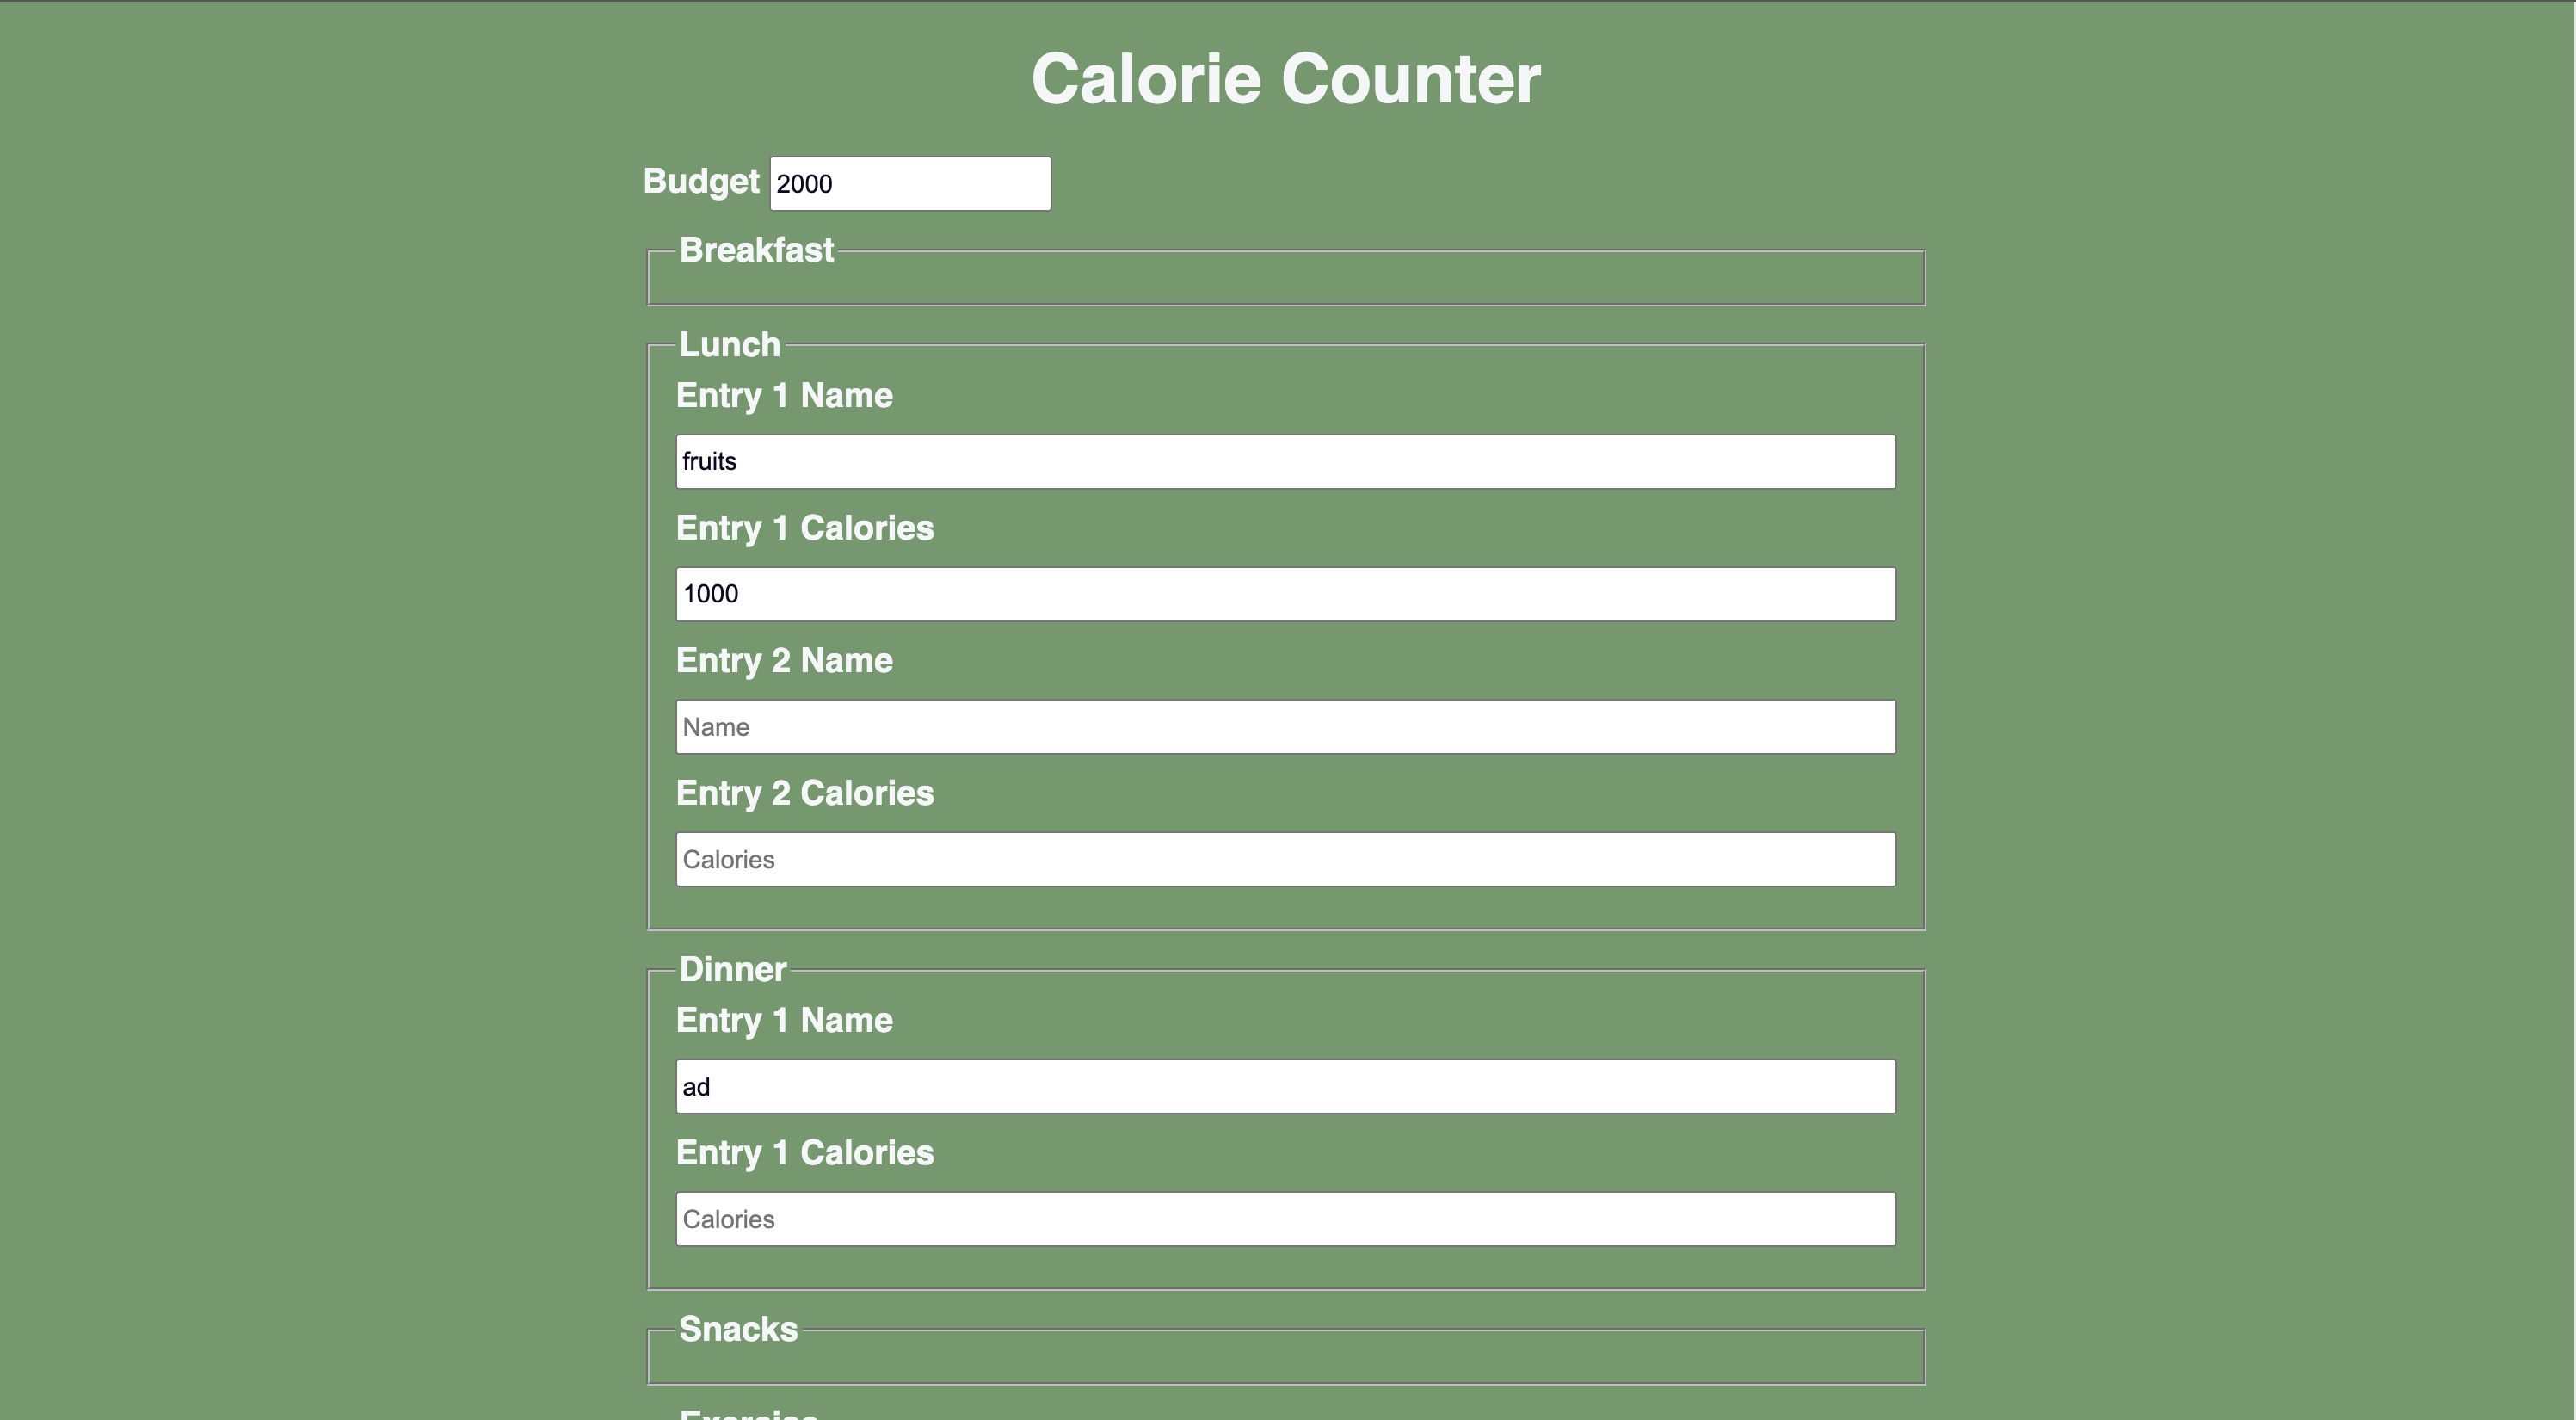 Calorie Counter
Budget 2000
Breakfast
Lunch
Entry 1 Name
fruits
Entry 1 Calories
1000
Entry 2 Name
Name
Entry 2 Calories
Calories
Dinner
Entry 1 Name
ad
Entry 1 Calories
Calories
Snacks